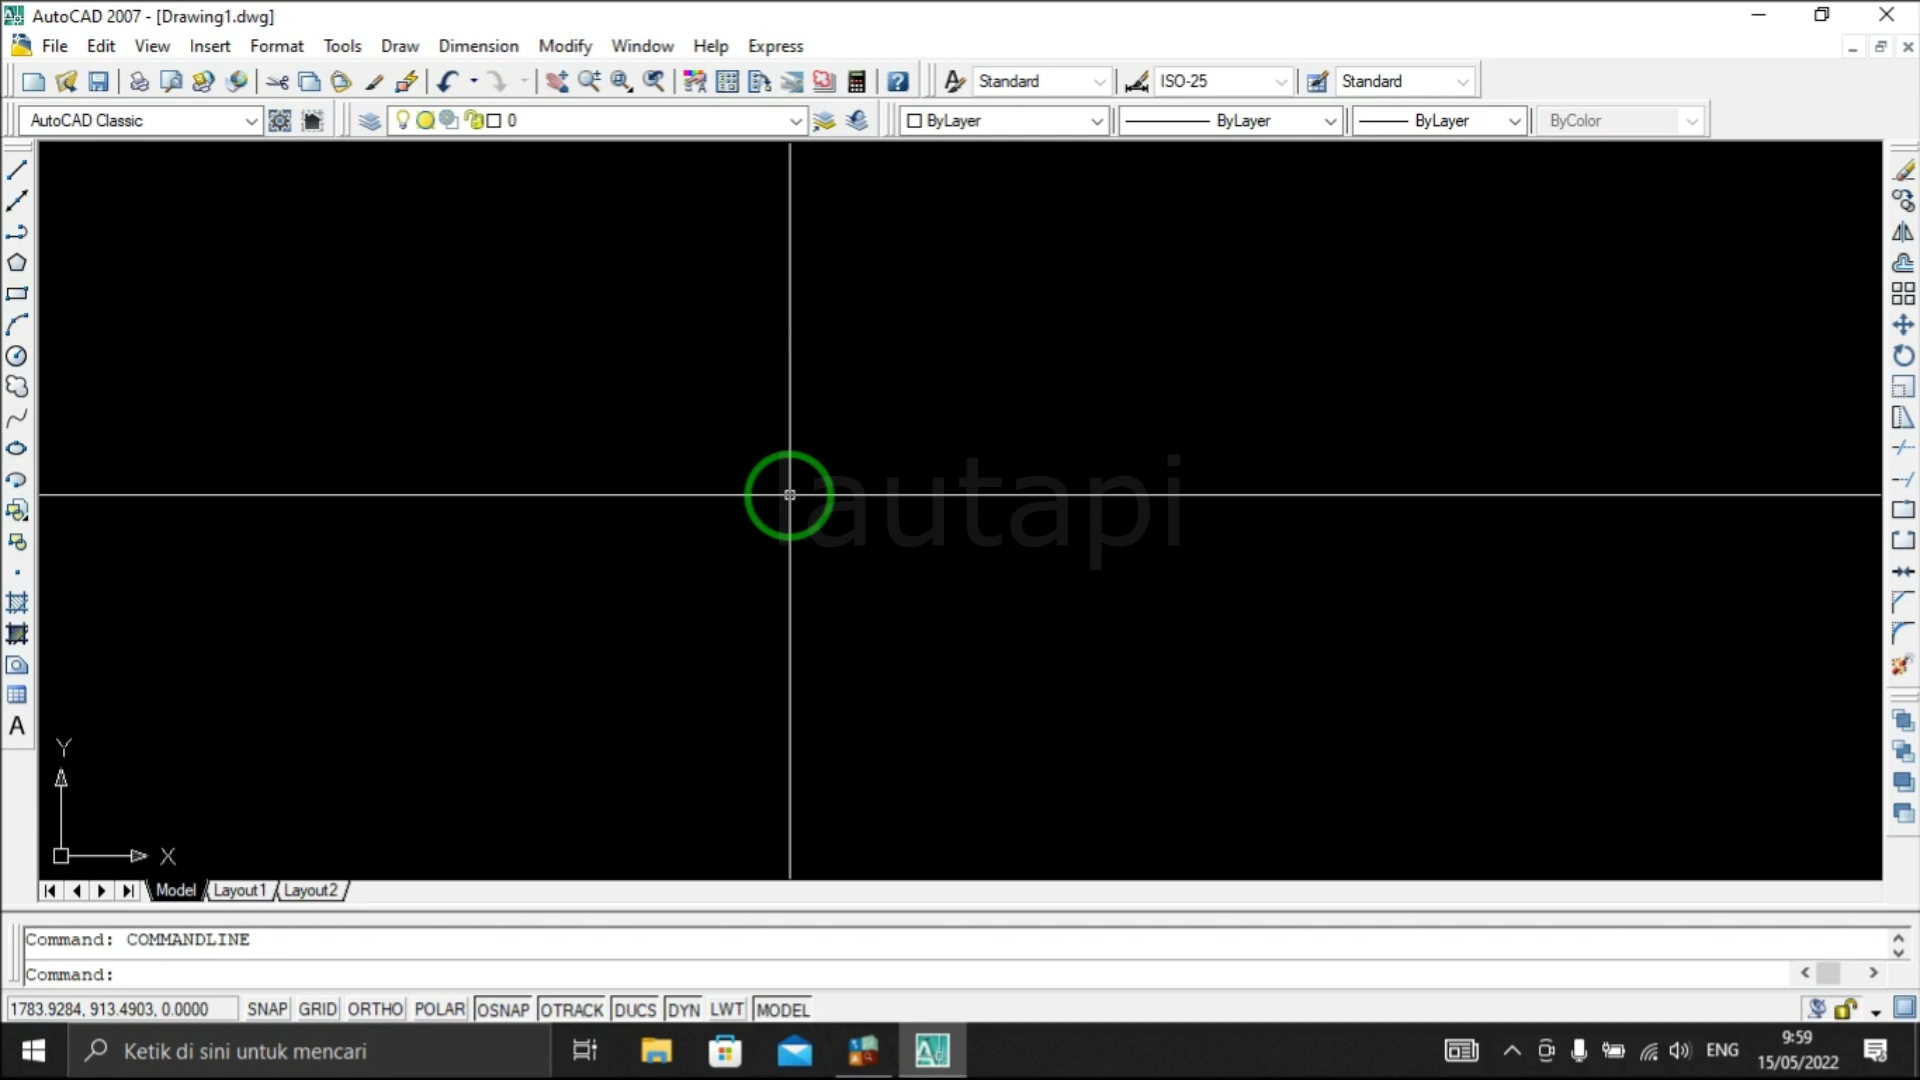 AutoCAD 2007 - [Drawing1.dwg]
File Edit View Insert Format Tools Draw Dimension Modify Window Help Express
Standard ISO-25 Standard
AutoCAD Classic 0 ByLayer ByLayer ByLayer ByColor
lautapi
A
Y
X
Model Layout1 Layout2
Command: COMMANDLINE
Command:
1783.9284, 913.4903, 0.0000 SNAP GRID ORTHO POLAR OSNAP OTRACK DUCS DYN LWT MODEL
Ketik di sini untuk mencari ENG 9:59
15/05/2022